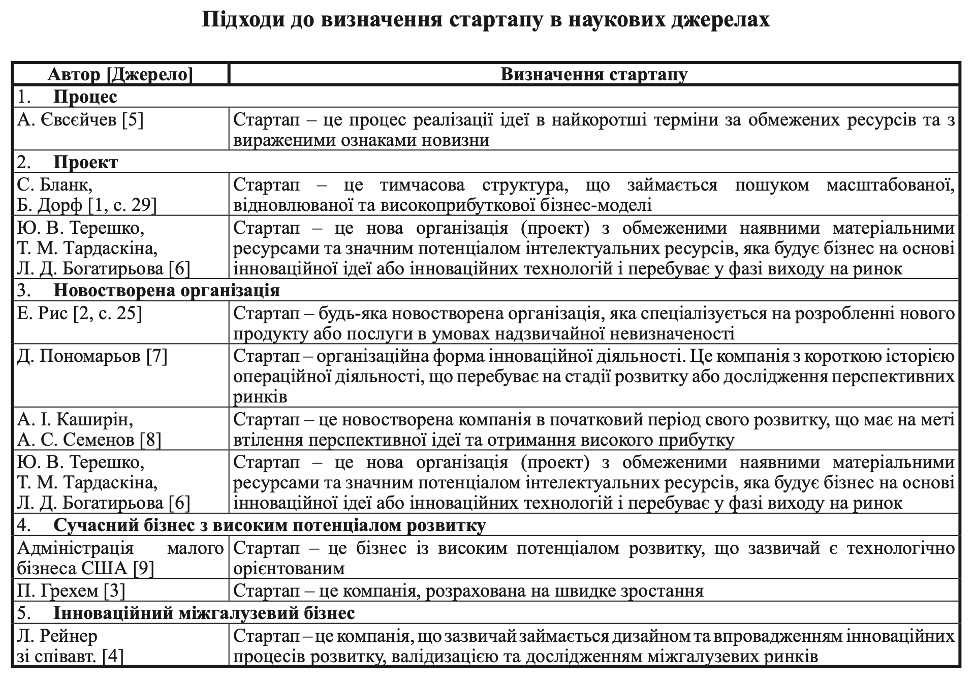 Підходи до визначення стартапу в наукових джерелах
Автор [Джерело] Визначення стартапу
1. Процес
А. Євсєйчев [5] Стартап – це процес реалізації ідеї в найкоротші терміни за обмежених ресурсів та з
вираженими ознаками новизни
2. Проект
С. Бланк,
Б. Дорф [1, с. 29]
Стартап – це тимчасова структура, що займається пошуком масштабованої,
відновлюваної та високоприбуткової бізнес-моделі
Ю. В. Терешко,
Т. М. Тардаскіна,
Л. Д. Богатирьова [6]
Стартап – це нова організація (проект) з обмеженими наявними матеріальними
ресурсами та значним потенціалом інтелектуальних ресурсів, яка будує бізнес на основі
інноваційної ідеї або інноваційних технологій і перебуває у фазі виходу на ринок
3. Новостворена організація
Е. Рис [2, с. 25] Стартап – будь-яка новостворена організація, яка спеціалізується на розробленні нового
продукту або послуги в умовах надзвичайної невизначеності
Д. Пономарьов [7] Стартап – організаційна форма інноваційної діяльності. Це компанія з короткою історією
операційної діяльності, що перебуває на стадії розвитку або дослідження перспективних
ринків
А. І. Каширін,
А. С. Семенов [8]
Стартап – це новостворена компанія в початковий період свого розвитку, що має на меті
втілення перспективної ідеї та отримання високого прибутку
Ю. В. Терешко,
Т. М. Тардаскіна,
Л. Д. Богатирьова [6]
Стартап – це нова організація (проект) з обмеженими наявними матеріальними
ресурсами та значним потенціалом інтелектуальних ресурсів, яка будує бізнес на основі
інноваційної ідеї або інноваційних технологій і перебуває у фазі виходу на ринок
4. Сучасний бізнес з високим потенціалом розвитку
Адміністрація малого
бізнеса США [9]
Стартап – це бізнес із високим потенціалом розвитку, що зазвичай є технологічно
орієнтованим
П. Грехем [3] Стартап – це компанія, розрахована на швидке зростання
5. Інноваційний міжгалузевий бізнес
Л. Рейнер
зі співавт. [4]
Стартап – це компанія, що зазвичай займається дизайном та впровадженням інноваційних
процесів розвитку, валідизацією та дослідженням міжгалузевих ринків